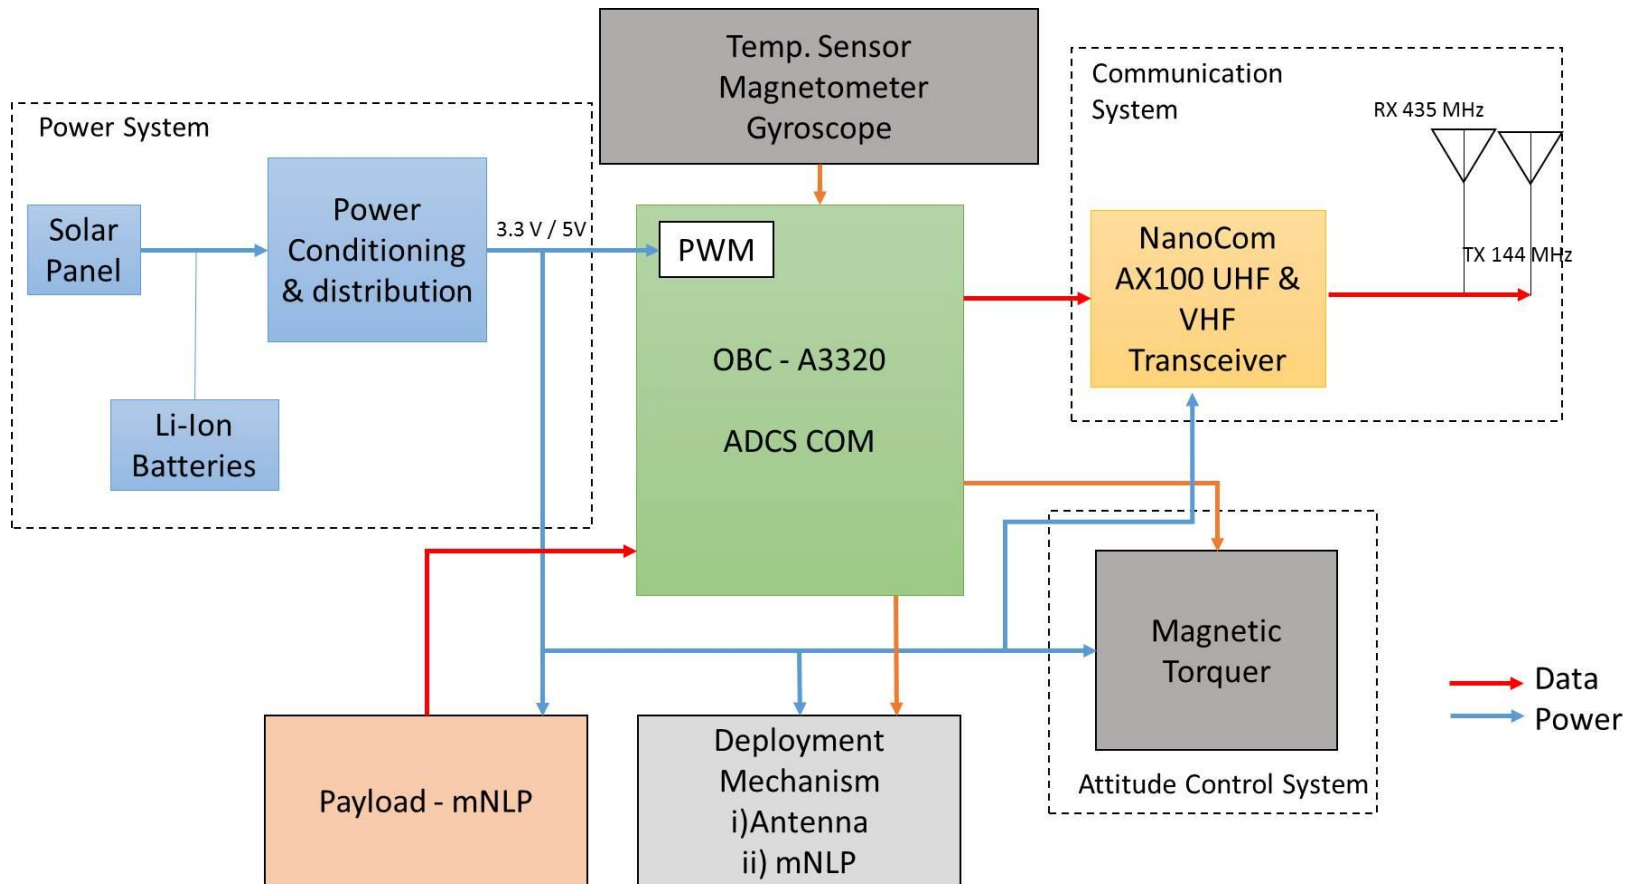 Temp. Sensor
Magnetometer
Gyroscope
Communication
System
RX 435 MHz
Power System
Solar
Panel
Power
Conditioning
& distribution
3.3 V / 5V
PWM
NanoCom
AX100 UHF &
VHF
Transceiver
TX 144 MHz
OBC - A3320
ADCS COM
Li-Ion
Batteries
Magnetic
Torquer
Attitude Control System
Data
Power
Payload - mNLP
Deployment
Mechanism
i)Antenna
ii) mNLP